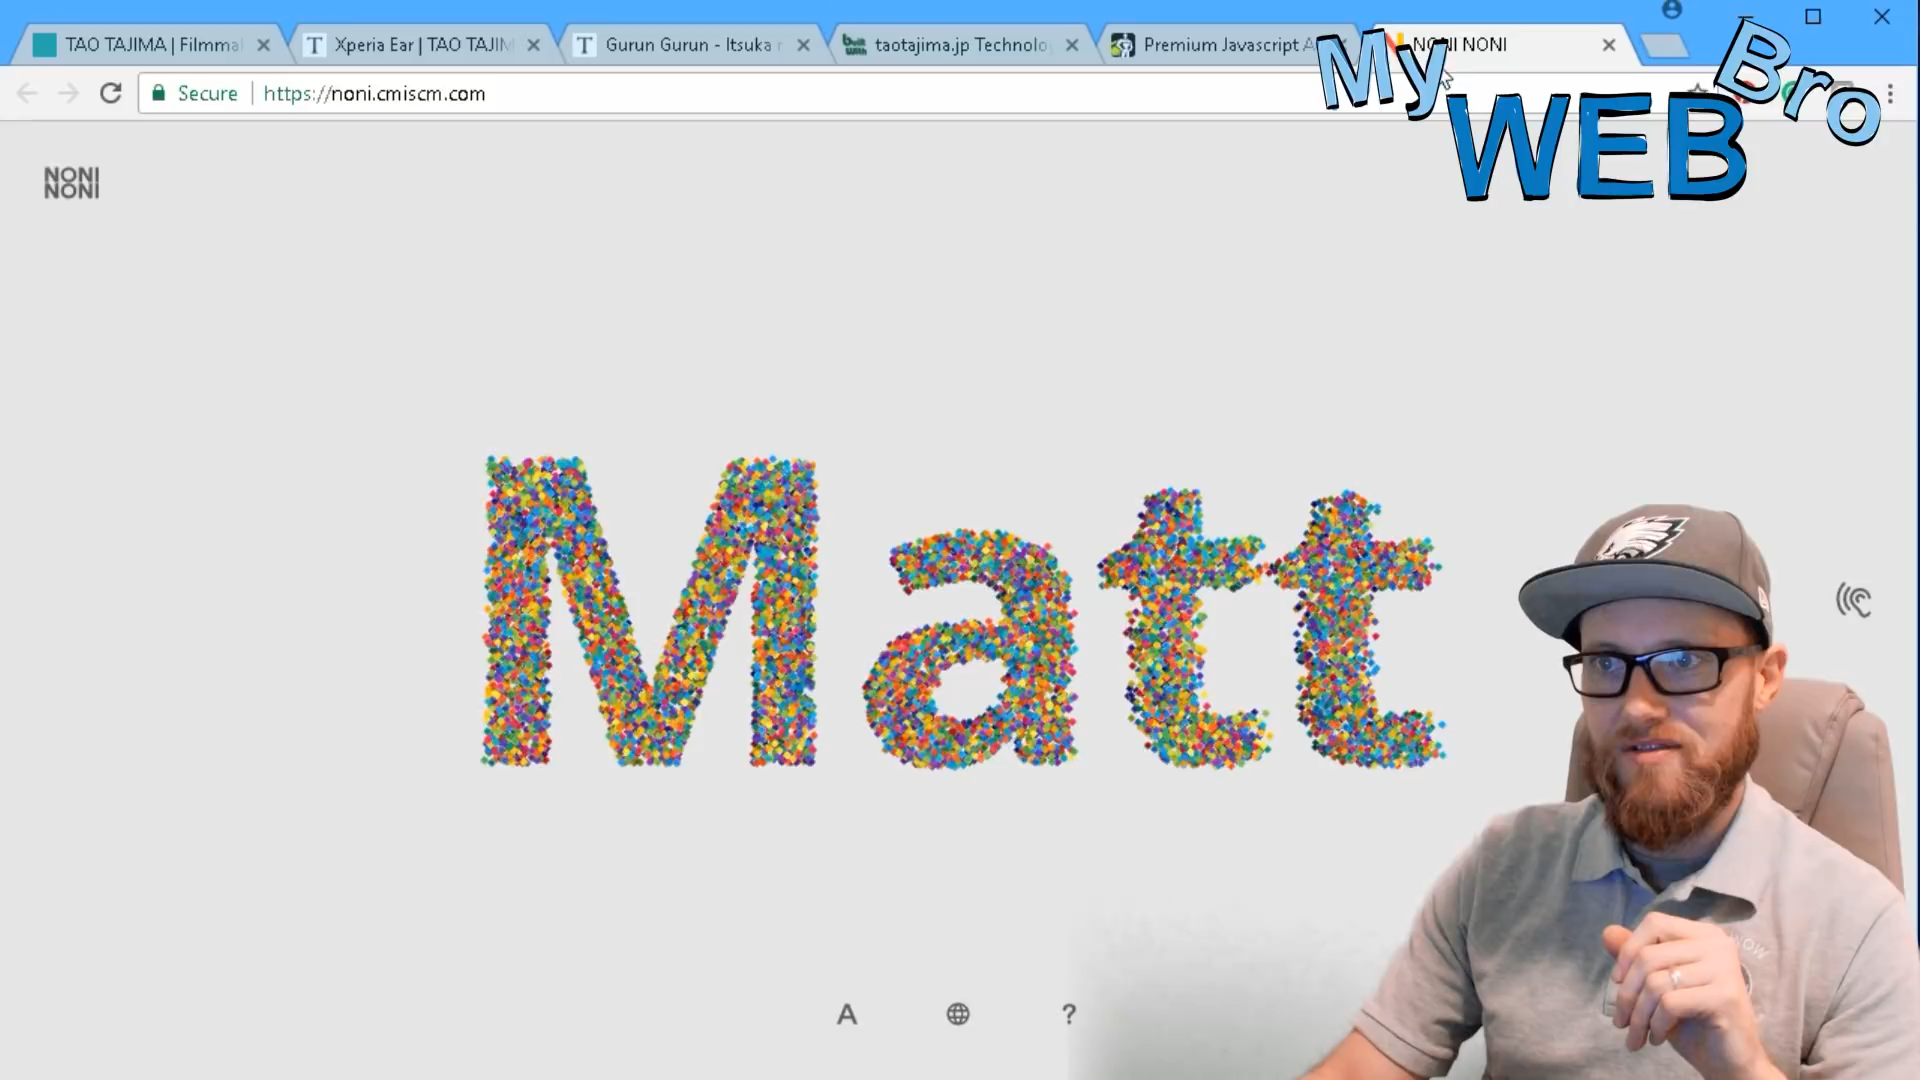 TAO TAJIMA | Filmma
Xperia Ear | TAO TAJIM
Gurun Gurun - Itsuka r
taotajima.jp Technolo
Premium Javascript A
NONI NONI
Secure
https://noni.cmiscm.com
My WEB Bro
NONI
NONI
Matt
A
?